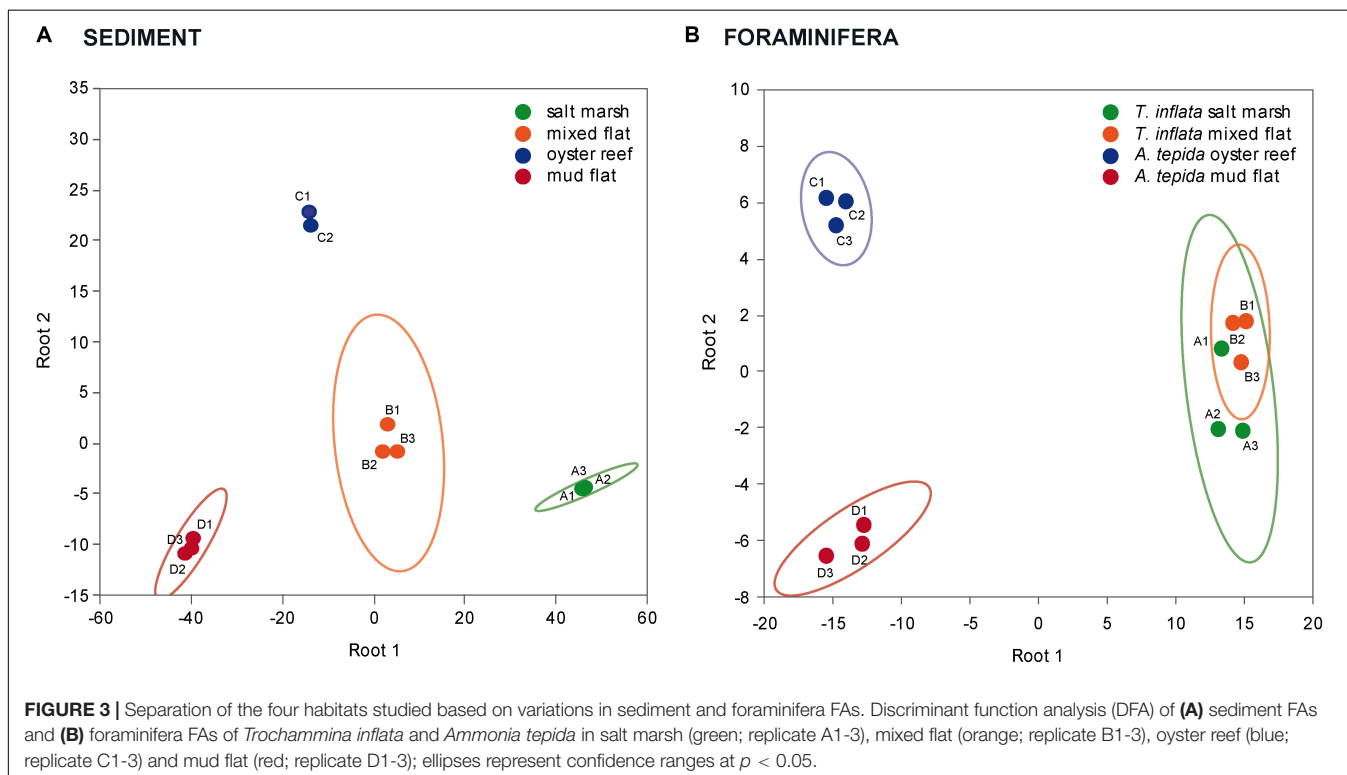 A SEDIMENT
35
30
25
20
15
10
5
0
-5
-10
-15
Root 2
-60
-40
-20
0
20
40
60
Root 1
salt marsh
mixed flat
oyster reef
mud flat
C1
C2
B1
B3
B2
A3
A2
A1
D1
D3
D2
B FORAMINIFERA
10
8
6
4
2
0
-2
-4
-6
-8
Root 2
-20
-15
-10
-5
0
5
10
15
20
Root 1
T. inflata salt marsh
T. inflata mixed flat
A. tepida oyster reef
A. tepida mud flat
C1
C2
C3
B1
B2
A1
B3
A2
A3
D1
D2
D3
FIGURE 3 | Separation of the four habitats studied based on variations in sediment and foraminifera FAs. Discriminant function analysis (DFA) of (A) sediment FAs
and (B) foraminifera FAs of Trochammina inflata and Ammonia tepida in salt marsh (green; replicate A1-3), mixed flat (orange; replicate B1-3), oyster reef (blue;
replicate C1-3) and mud flat (red; replicate D1-3); ellipses represent confidence ranges at p < 0.05.